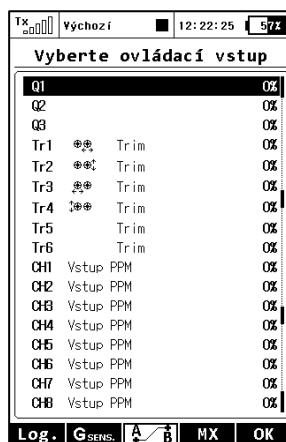 Tx Výchozí 12:22:25 57%
Vyberte ovládací vstup
Q1 0%
Q2 0%
Q3 0%
Tr1 Trim 0%
Tr2 Trim 0%
Tr3 Trim 0%
Tr4 Trim 0%
Tr5 Trim 0%
Tr6 Trim 0%
CH1 Vstup PPM 0%
CH2 Vstup PPM 0%
CH3 Vstup PPM 0%
CH4 Vstup PPM 0%
CH5 Vstup PPM 0%
CH6 Vstup PPM 0%
CH7 Vstup PPM 0%
CH8 Vstup PPM 0%
Log. GSENS. A B MX OK